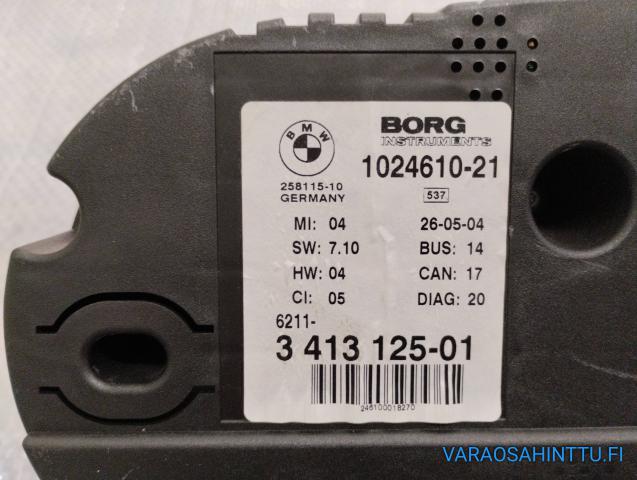 BMW
BORG
INSTRUMENTS
1024610-21
258115-10
GERMANY
537
MI: 04
26-05-04
SW: 7.10
BUS: 14
HW: 04
CAN: 17
CI: 05
DIAG: 20
6211-
3 413 125-01
246100018270
VARAOSAHINTTU.FI